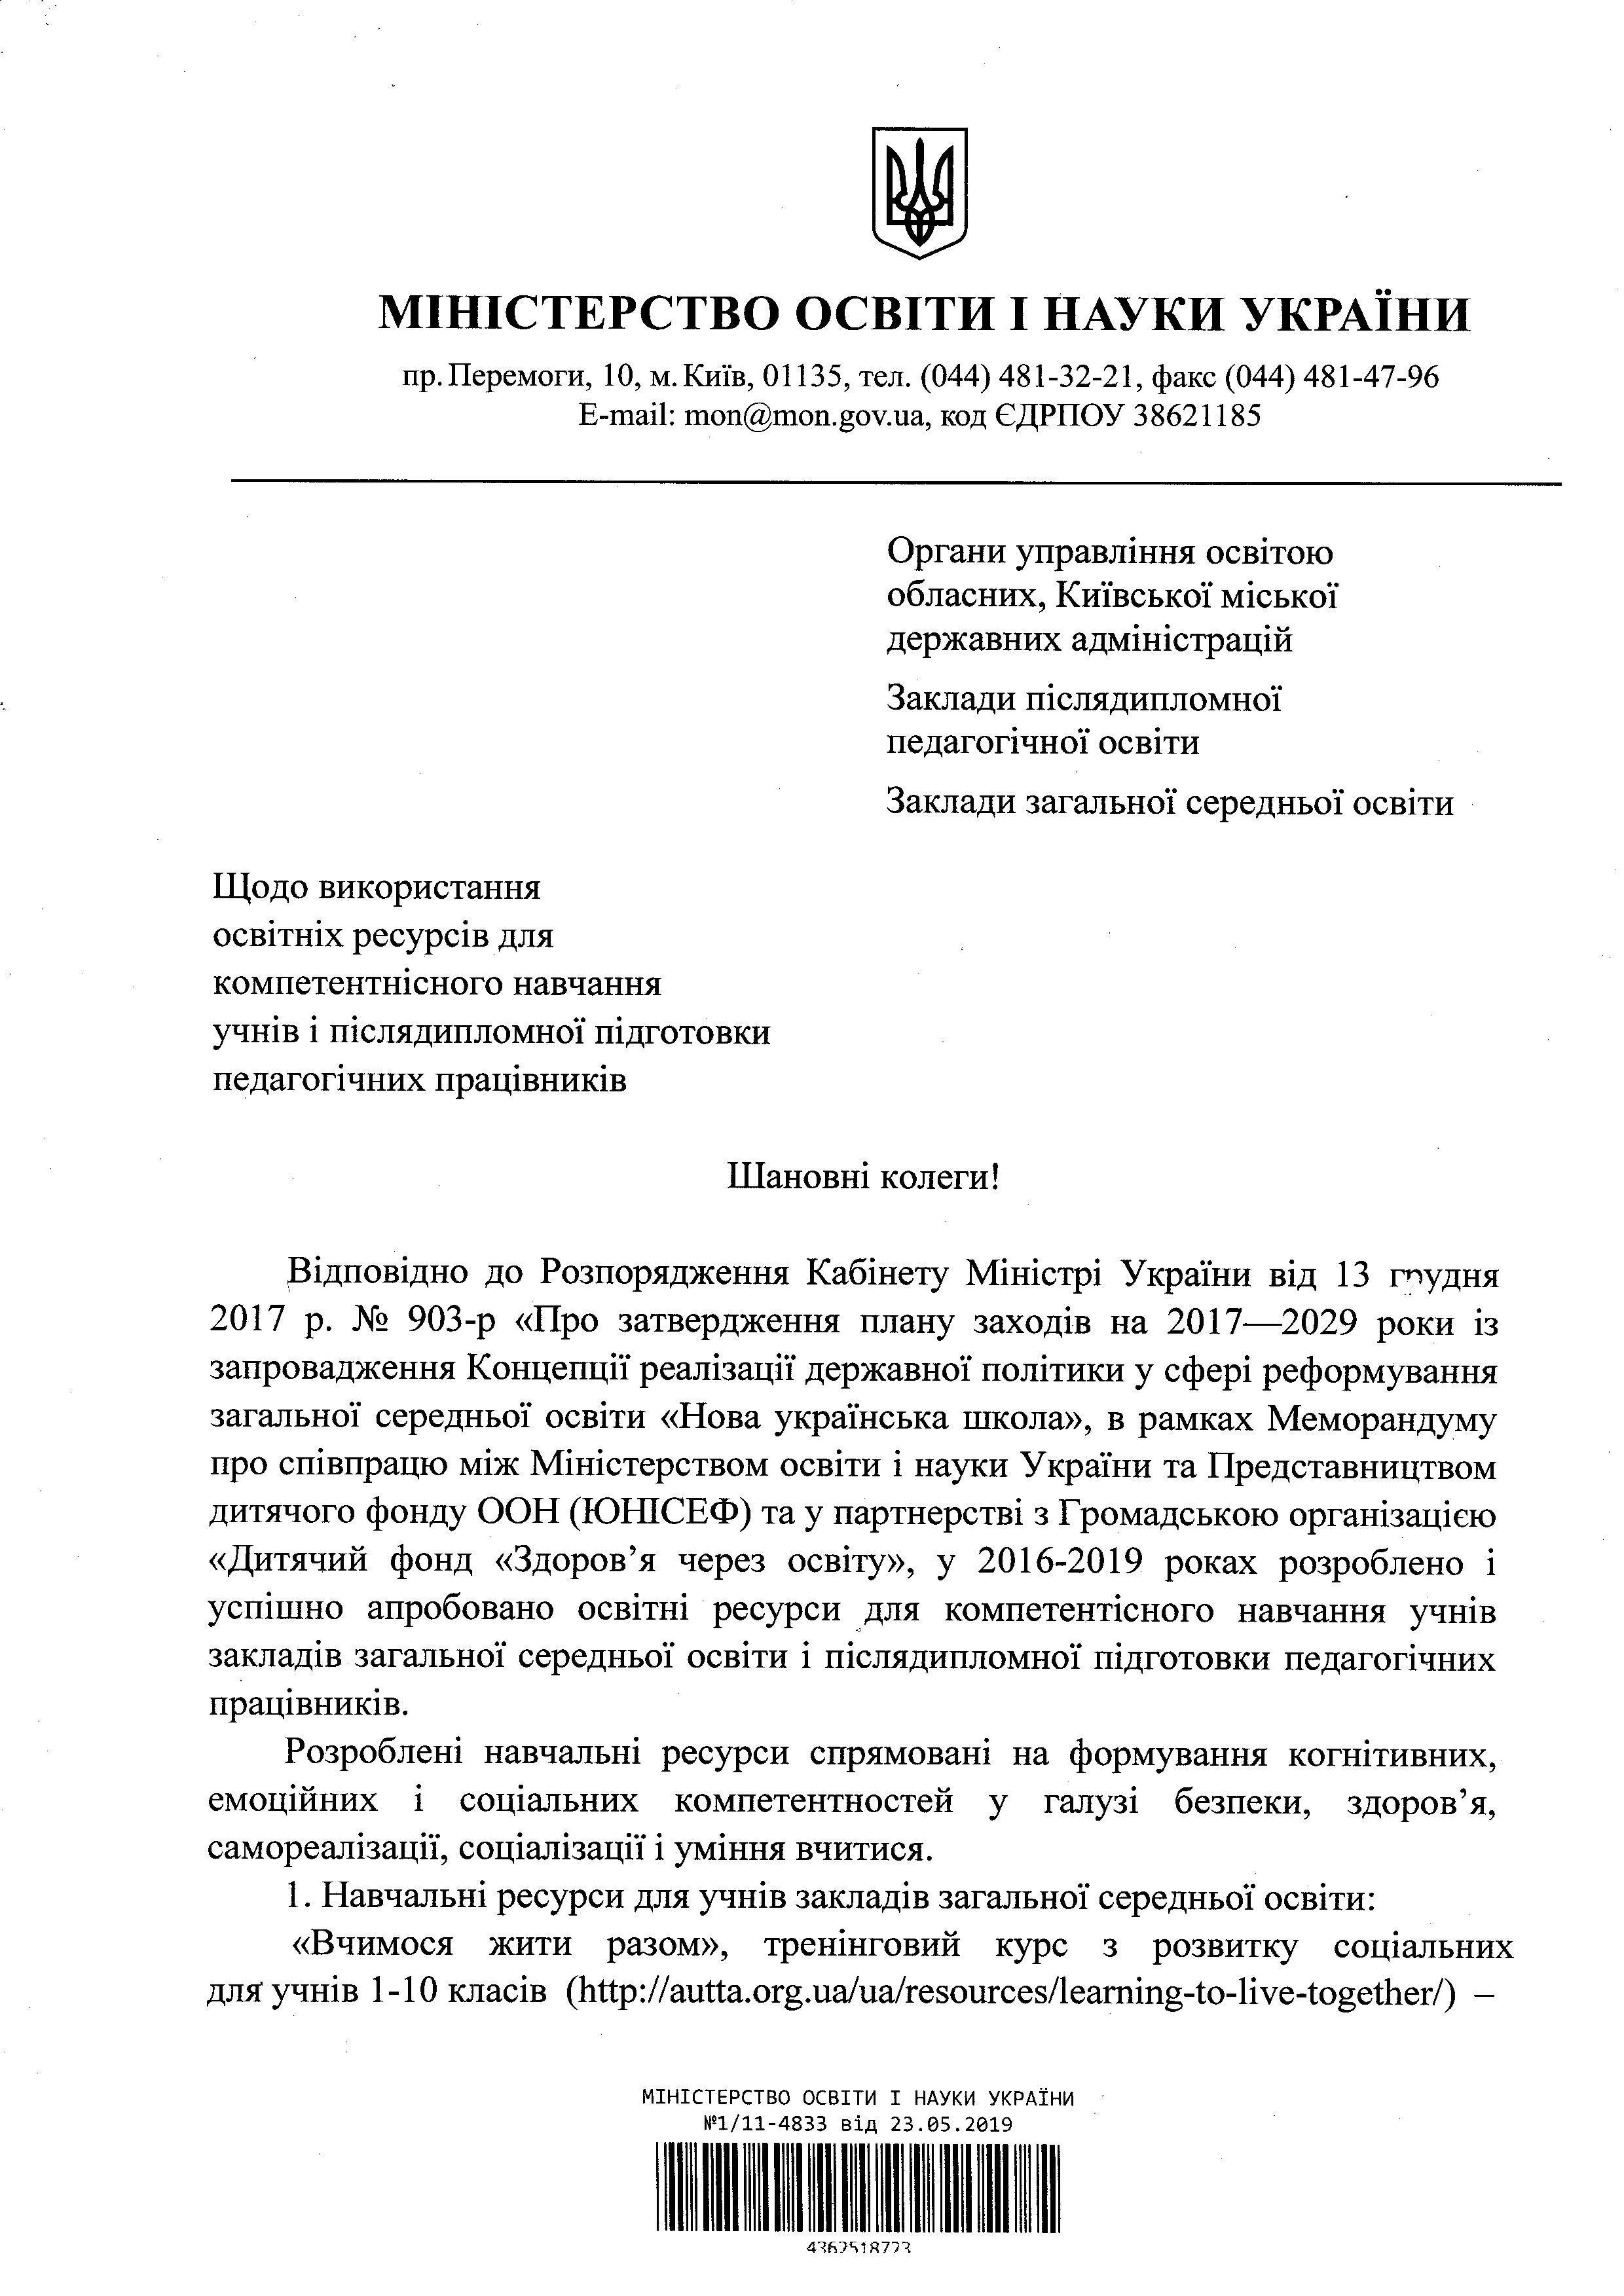 МІНІСТЕРСТВО ОСВІТИ І НАУКИ УКРАЇНИ
пр. Перемоги, 10, м. Київ, 01135, тел. (044) 481-32-21, факс (044) 481-47-96
E-mail: mon@mon.gov.ua, код ЄДРПОУ 38621185
Органи управління освітою
обласних, Київської міської
державних адміністрацій
Заклади післядипломної
педагогічної освіти
Заклади загальної середньої освіти
Щодо використання
освітніх ресурсів для
компетентнісного навчання
учнів і післядипломної підготовки
педагогічних працівників
Шановні колеги!
Відповідно до Розпорядження Кабінету Міністрі України від 13 грудня
2017 р. № 903-р «Про затвердження плану заходів на 2017—2029 роки із
запровадження Концепції реалізації державної політики у сфері реформування
загальної середньої освіти «Нова українська школа», в рамках Меморандуму
про співпрацю між Міністерством освіти і науки України та Представництвом
дитячого фонду ООН (ЮНІСЕФ) та у партнерстві з Громадською організацією
«Дитячий фонд «Здоров’я через освіту», у 2016-2019 роках розроблено і
успішно апробовано освітні ресурси для компетентісного навчання учнів
закладів загальної середньої освіти і післядипломної підготовки педагогічних
працівників.
Розроблені навчальні ресурси спрямовані на формування когнітивних,
емоційних і соціальних компетентностей у галузі безпеки, здоров’я,
самореалізації, соціалізації і уміння вчитися.
1. Навчальні ресурси для учнів закладів загальної середньої освіти:
«Вчимося жити разом», тренінговий курс з розвитку соціальних
для учнів 1-10 класів (http://autta.org.ua/ua/resources/learning-to-live-together/) –
МІНІСТЕРСТВО ОСВІТИ І НАУКИ УКРАЇНИ
№1/11-4833 від 23.05.2019